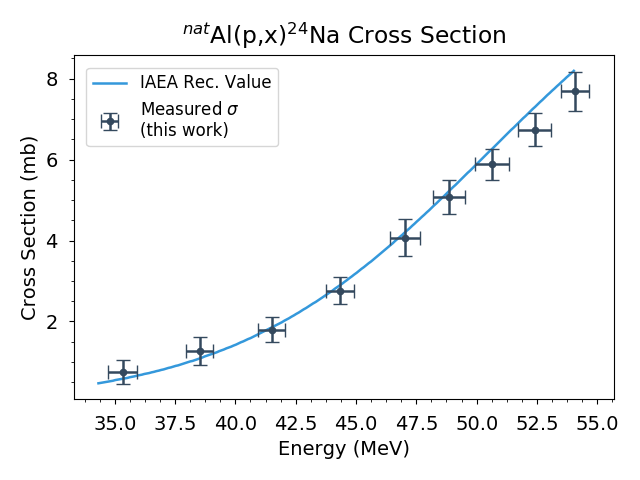 natAl(p,x)24Na Cross Section
IAEA Rec. Value
Measured σ
(this work)
Cross Section (mb)
8
6
4
2
35.0 37.5 40.0 42.5 45.0 47.5 50.0 52.5 55.0
Energy (MeV)